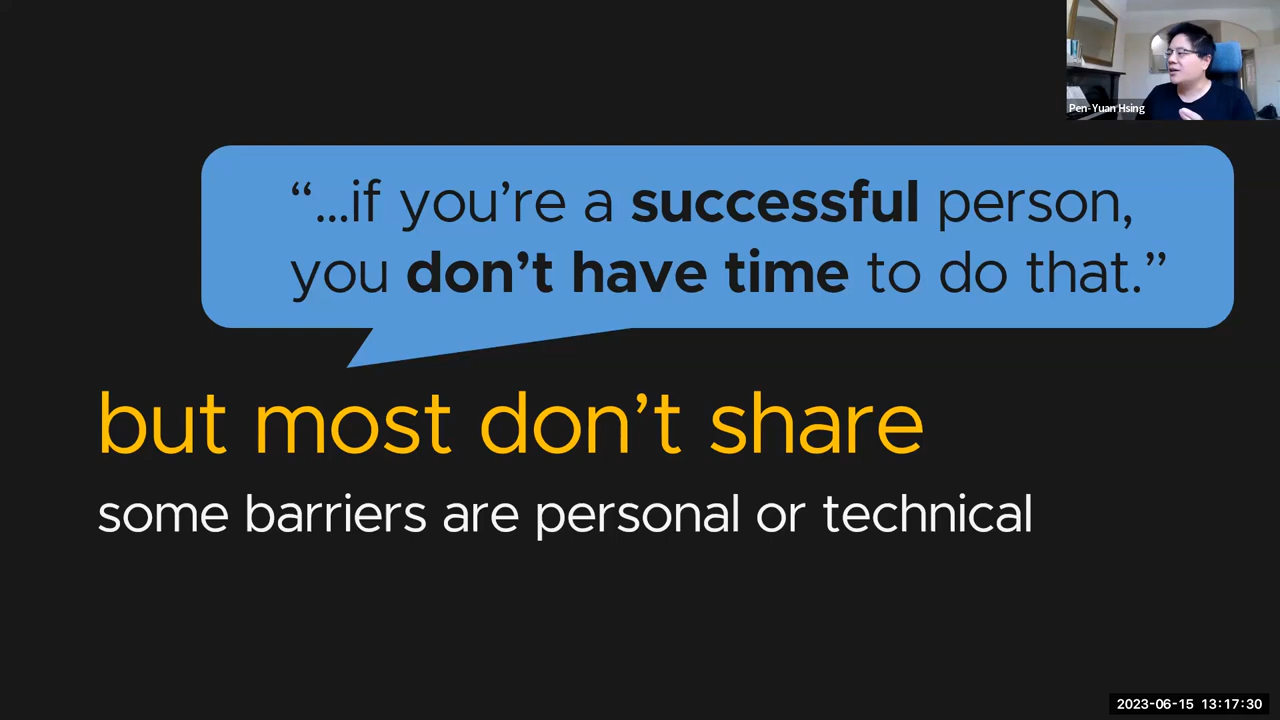 Pen-Yuan Hsing
“...if you’re a successful person,
you don’t have time to do that.”
but most don’t share
some barriers are personal or technical
2023-06-15 13:17:30